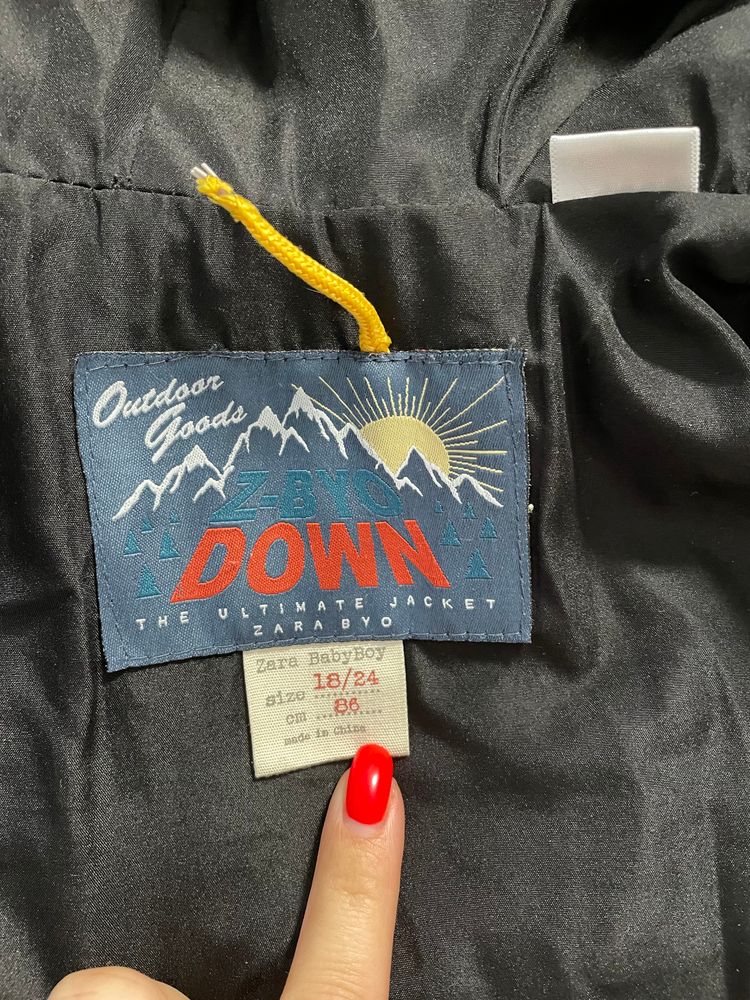 Outdoor
Goods
Z-BYO
DOWN
THE ULTIMATE JACKET
ZARA BYO
Zara BabyBoy
size 18/24
cm 86
made in China